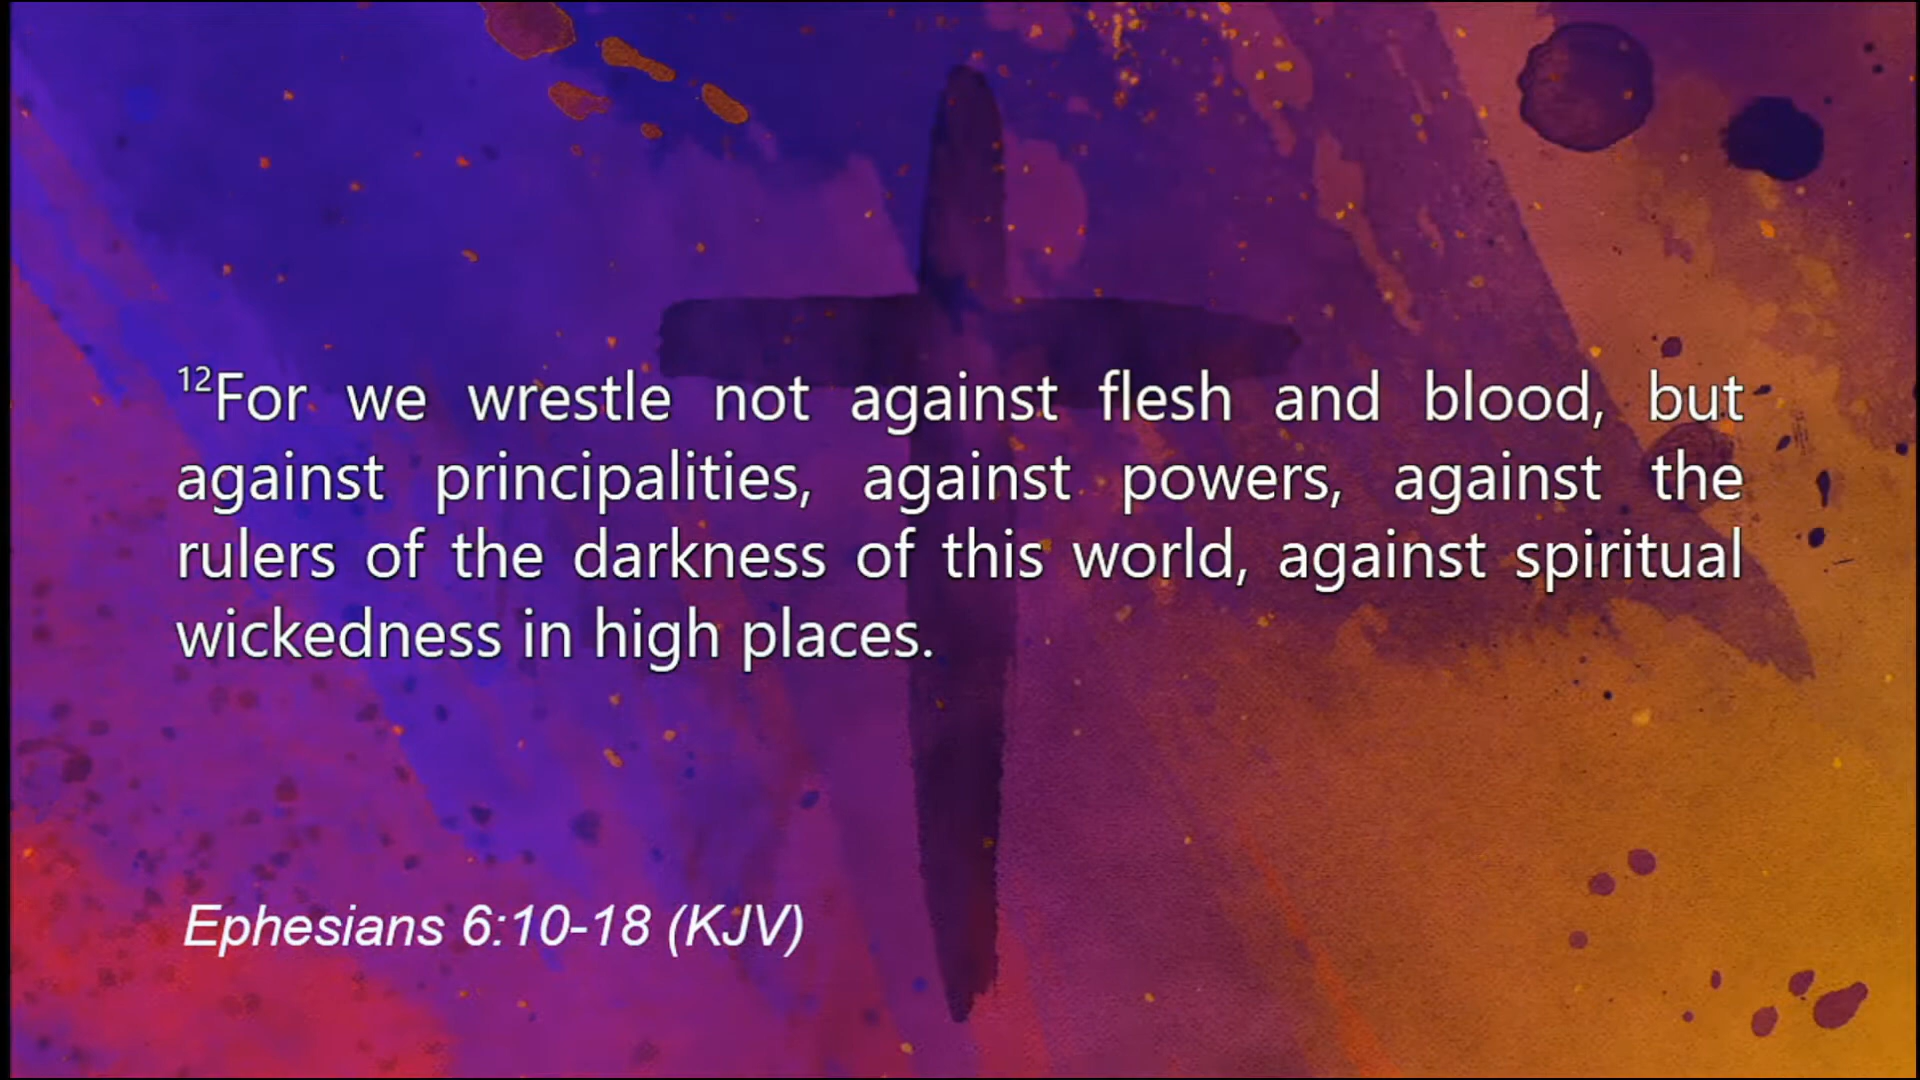 ¹²For we wrestle not against flesh and blood, but
against principalities, against powers, against the
rulers of the darkness of this world, against spiritual
wickedness in high places.
Ephesians 6:10-18 (KJV)